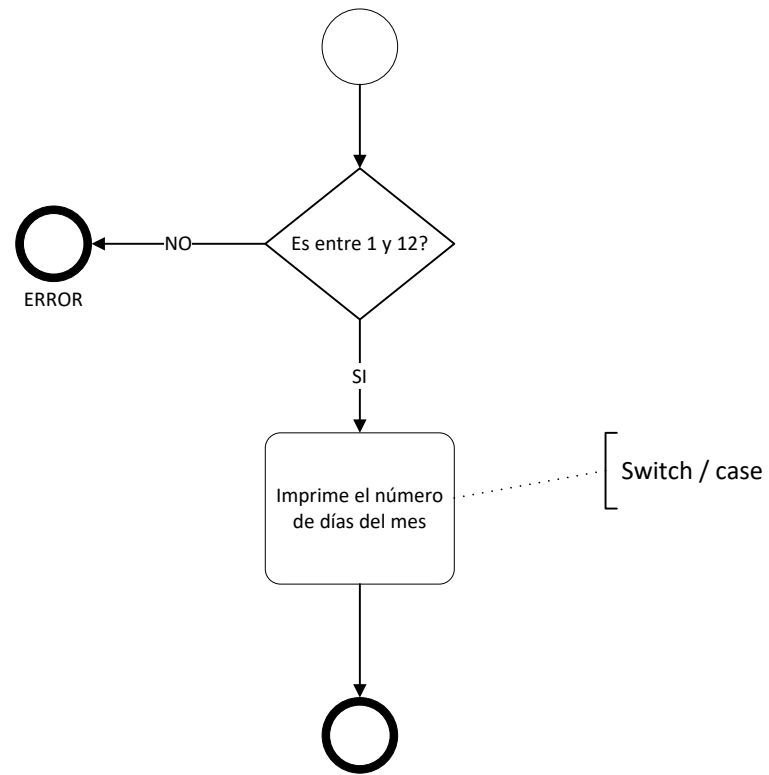 Es entre 1 y 12?
NO
ERROR
SI
Imprime el número
de días del mes
Switch / case